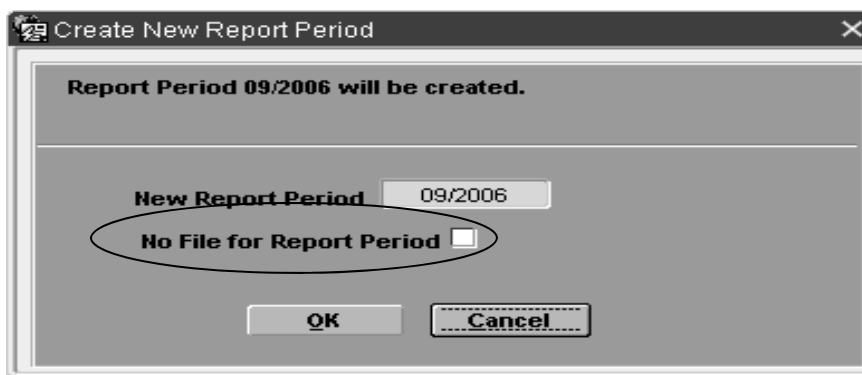 Create New Report Period
Report Period 09/2006 will be created.
New Report Period 09/2006
No File for Report Period
OK Cancel